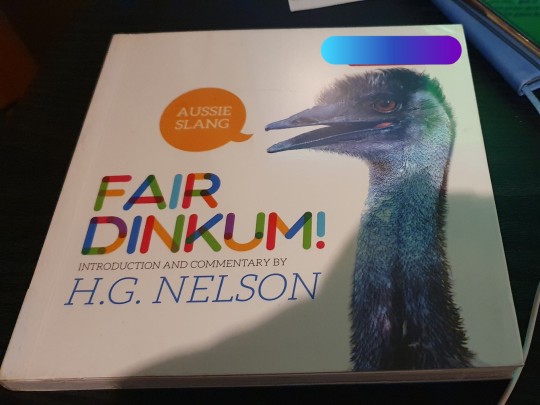 AUSSIE
SLANG
FAIR
DINKUM!
INTRODUCTION AND COMMENTARY BY
H.G. NELSON